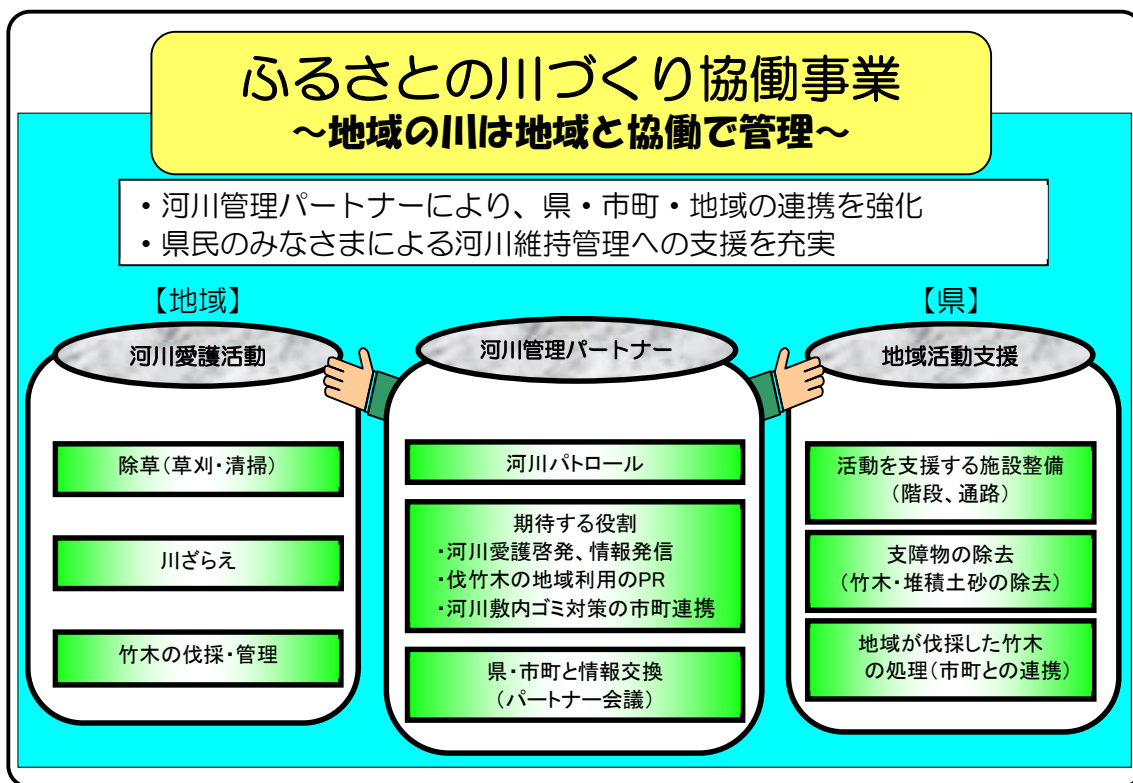 ふるさとの川づくり協働事業
～地域の川は地域と協働で管理～
・河川管理パートナーにより、県・市町・地域の連携を強化
・県民のみなさまによる河川維持管理への支援を充実
【地域】
河川愛護活動
除草(草刈・清掃)
川ざらえ
竹木の伐採・管理
河川管理パートナー
河川パトロール
期待する役割
・河川愛護啓発、情報発信
・伐竹木の地域利用のPR
・河川敷内ゴミ対策の市町連携
県・市町と情報交換
(パートナー会議)
【県】
地域活動支援
活動を支援する施設整備
(階段、通路)
支障物の除去
(竹木・堆積土砂の除去)
地域が伐採した竹木
の処理(市町との連携)